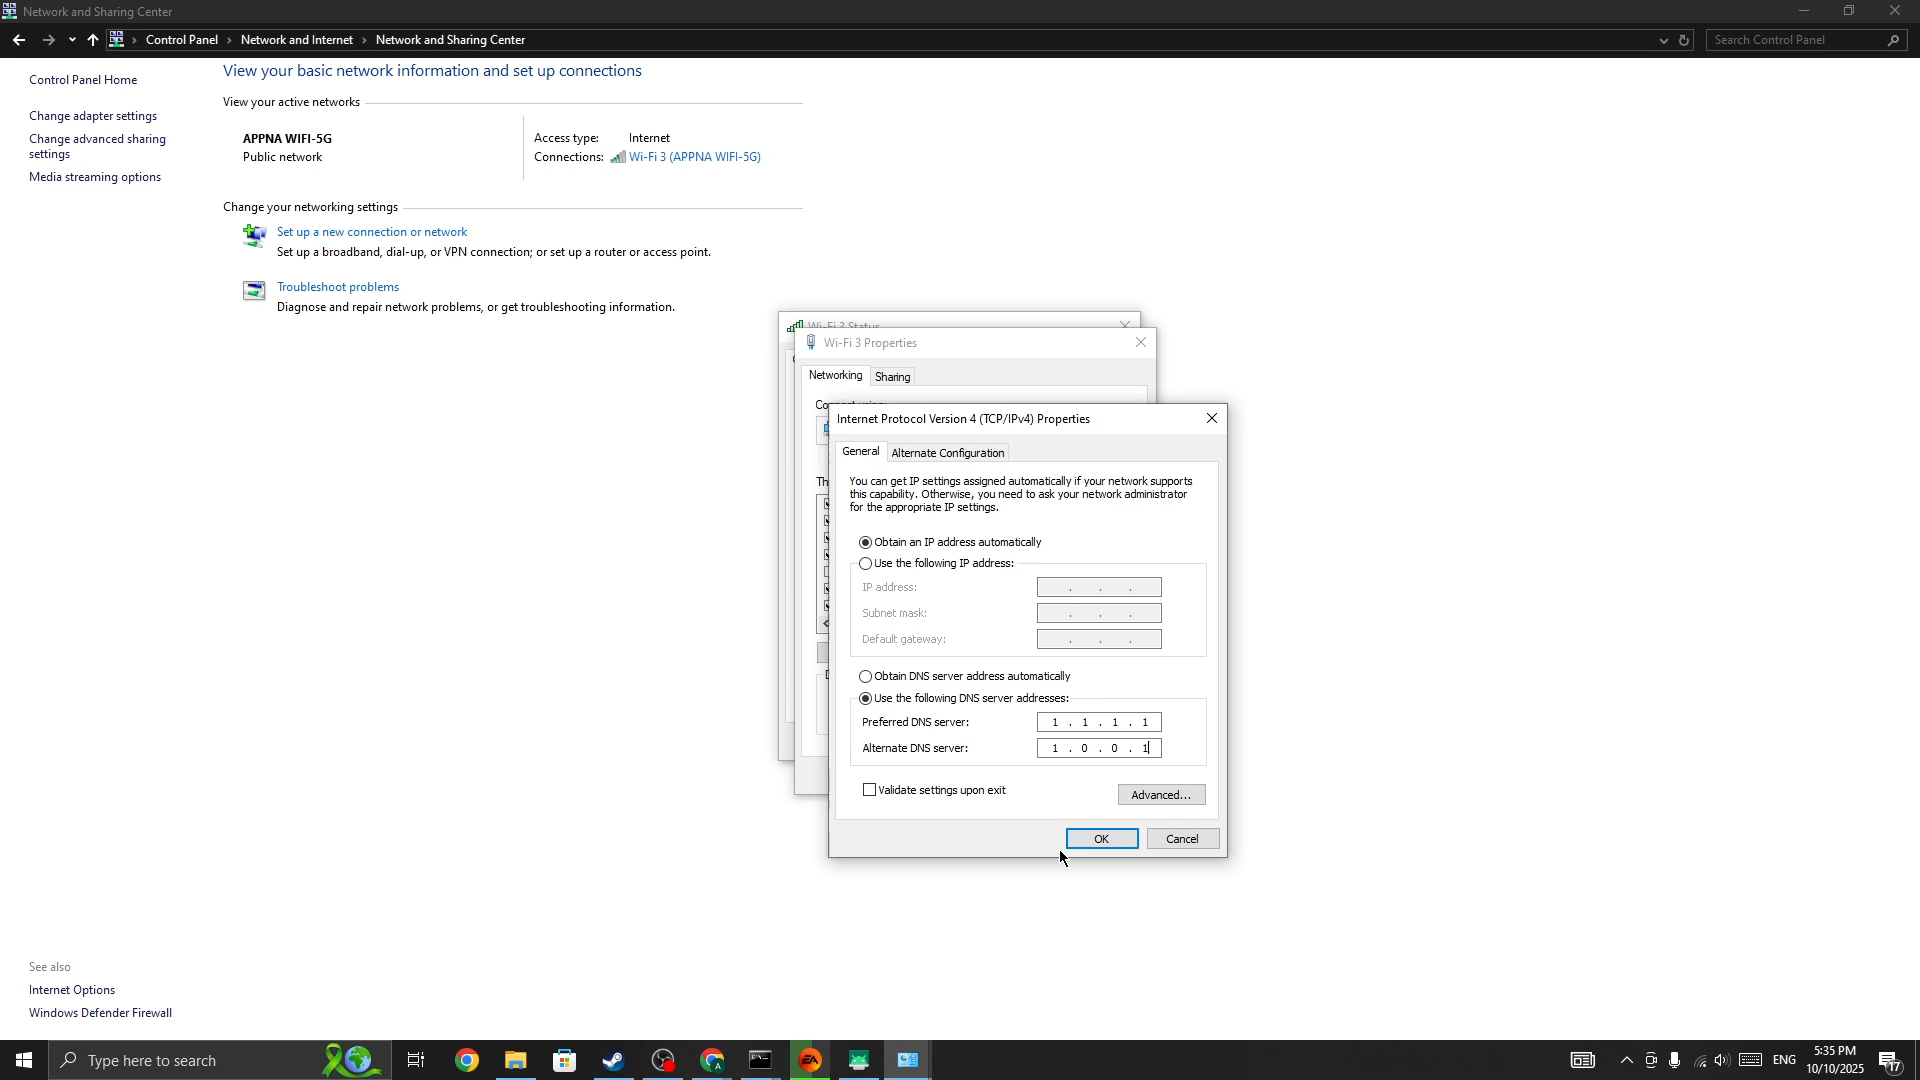 Network and Sharing Center
Control Panel › Network and Internet › Network and Sharing Center
Search Control Panel
Control Panel Home
Change adapter settings
Change advanced sharing
settings
Media streaming options
View your basic network information and set up connections
View your active networks
APPNA WIFI-5G
Public network
Access type: Internet
Connections: Wi-Fi 3 (APPNA WIFI-5G)
Change your networking settings
Set up a new connection or network
Set up a broadband, dial-up, or VPN connection; or set up a router or access point.
Troubleshoot problems
Diagnose and repair network problems, or get troubleshooting information.
Wi-Fi 3 Status
Wi-Fi 3 Properties
Networking Sharing
Internet Protocol Version 4 (TCP/IPv4) Properties
General Alternate Configuration
You can get IP settings assigned automatically if your network supports
this capability. Otherwise, you need to ask your network administrator
for the appropriate IP settings.
Obtain an IP address automatically
Use the following IP address:
IP address: . . .
Subnet mask: . . .
Default gateway: . . .
Obtain DNS server address automatically
Use the following DNS server addresses:
Preferred DNS server: 1 . 1 . 1 . 1
Alternate DNS server: 1 . 0 . 0 . 1
Validate settings upon exit
Advanced...
OK Cancel
See also
Internet Options
Windows Defender Firewall
Type here to search
EA
A
ENG
5:35 PM
10/10/2025
17